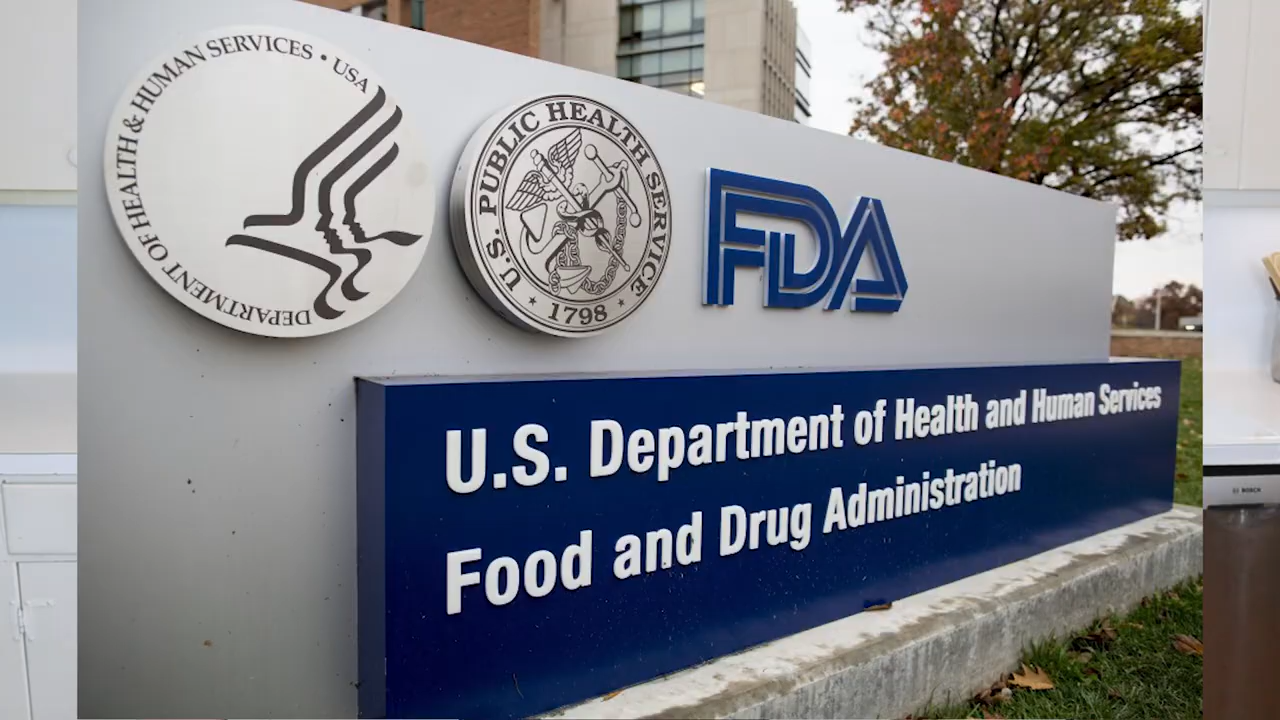 DEPARTMENT OF HEALTH & HUMAN SERVICES • USA
U.S. PUBLIC HEALTH SERVICE
★ 1798 ★
FDA
U.S. Department of Health and Human Services
Food and Drug Administration
BOSCH